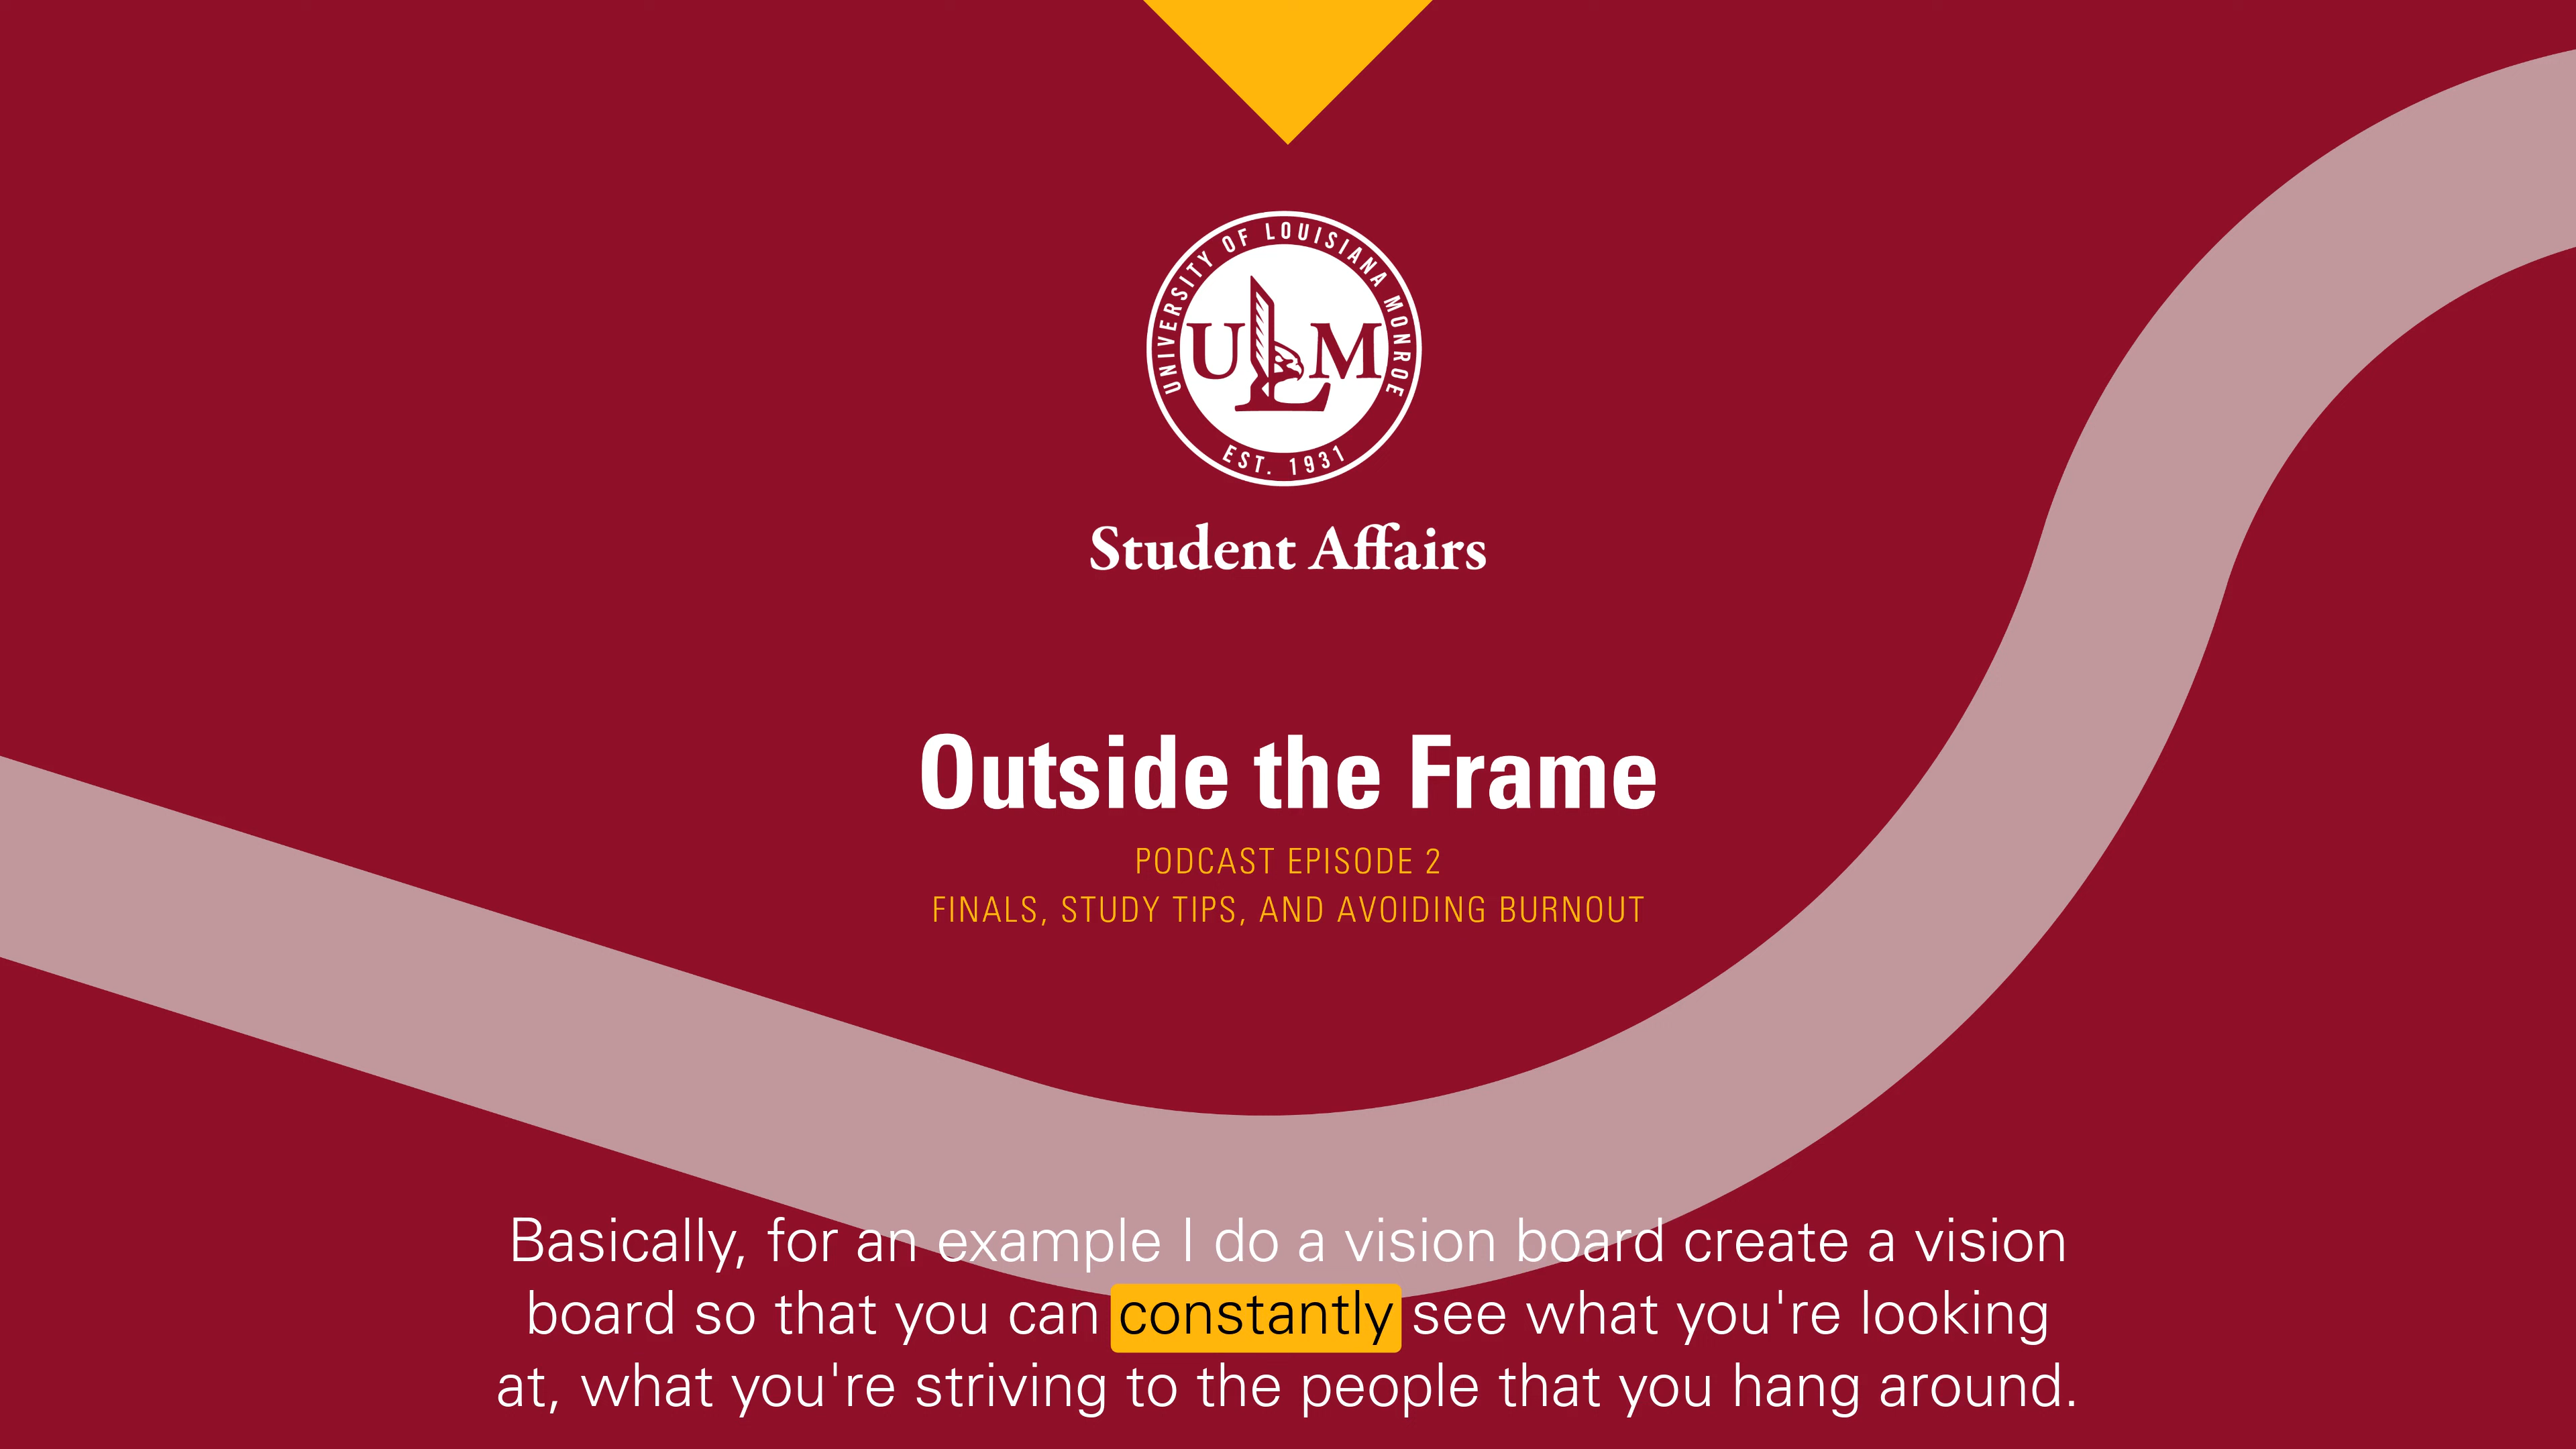 UNIVERSITY OF LOUISIANA MONROE
ULM
EST. 1931
Student Affairs
Outside the Frame
PODCAST EPISODE 2
FINALS, STUDY TIPS, AND AVOIDING BURNOUT
Basically, for an example I do a vision board create a vision
board so that you can constantly see what you're looking
at, what you're striving to the people that you hang around.